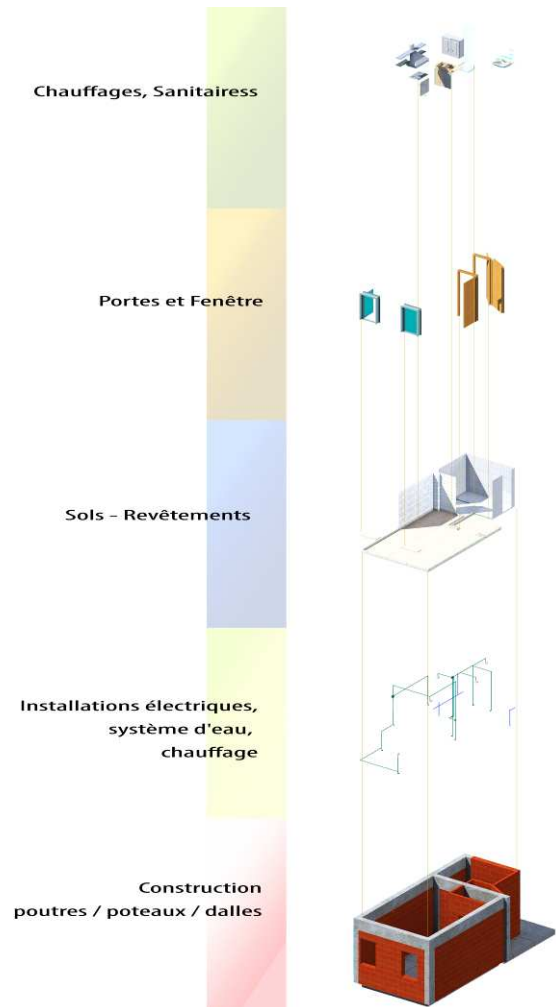 Chauffages, Sanitairess
Portes et Fenêtre
Sols - Revêtements
Installations électriques,
système d'eau,
chauffage
Construction
poutres / poteaux / dalles